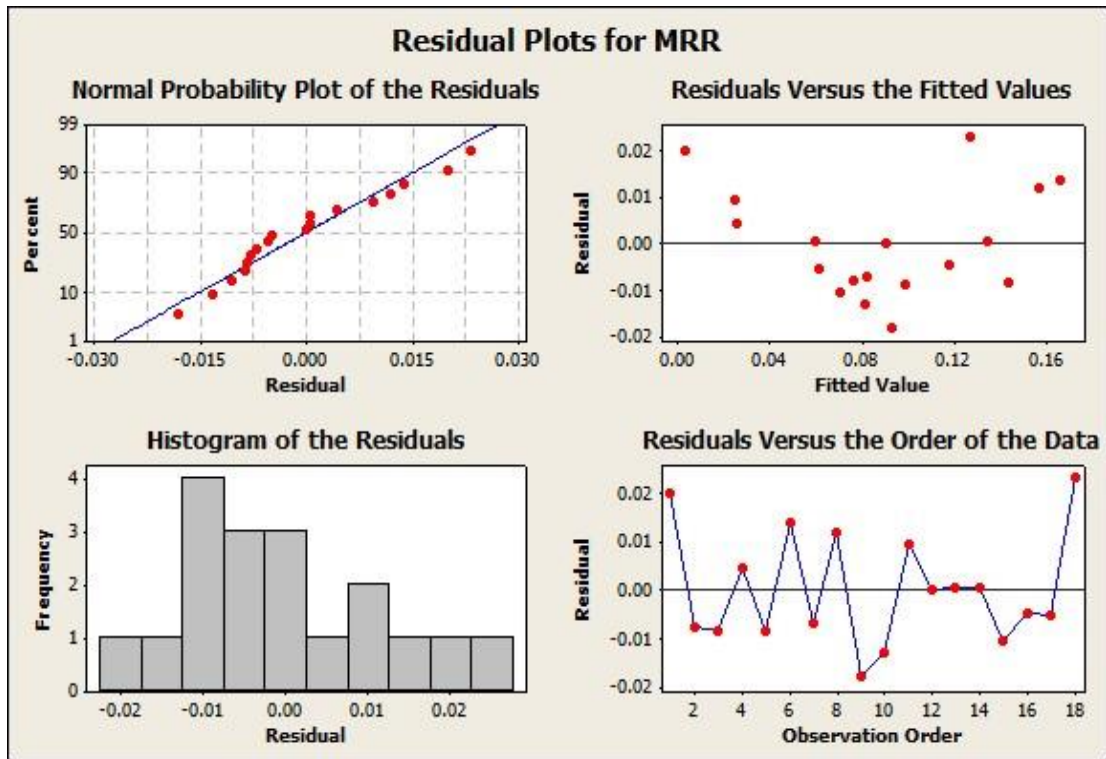 Residual Plots for MRR
Normal Probability Plot of the Residuals
99
90
50
10
1
Percent
-0.030 -0.015 0.000 0.015 0.030
Residual
Residuals Versus the Fitted Values
0.02
0.01
0.00
-0.01
-0.02
Residual
0.00 0.04 0.08 0.12 0.16
Fitted Value
Histogram of the Residuals
4
3
2
1
0
Frequency
-0.02 -0.01 0.00 0.01 0.02
Residual
Residuals Versus the Order of the Data
0.02
0.01
0.00
-0.01
-0.02
Residual
2 4 6 8 10 12 14 16 18
Observation Order